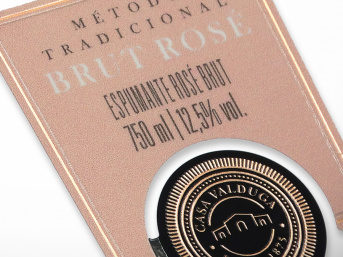 MÉTODO
TRADICIONAL
BRUT ROSÉ
ESPUMANTE ROSÉ BRUT
750 ml | 12,5% vol.
CASA VALDUGA
1875